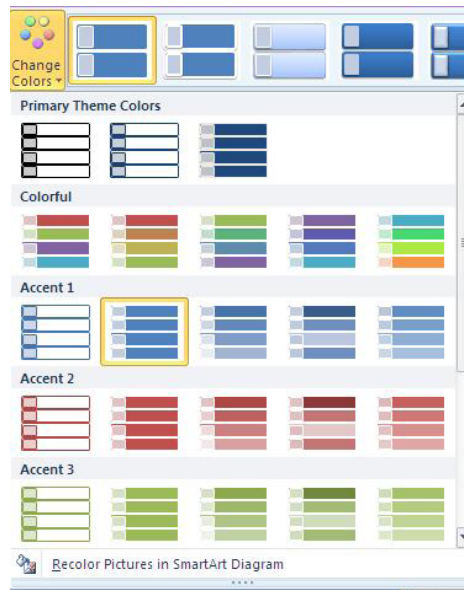 Change
Colors
Primary Theme Colors
Colorful
Accent 1
Accent 2
Accent 3
Recolor Pictures in SmartArt Diagram